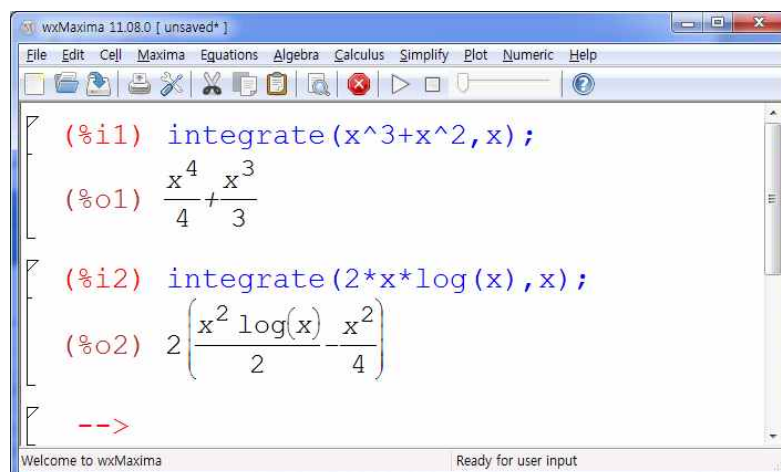 wxMaxima 11.08.0 [ unsaved* ]
File Edit Cell Maxima Equations Algebra Calculus Simplify Plot Numeric Help
(%i1) integrate(x^3+x^2,x);
(%o1) x^4/4+x^3/3
(%i2) integrate(2*x*log(x),x);
(%o2) 2(x^2 log(x)/2-x^2/4)
-->
Welcome to wxMaxima Ready for user input